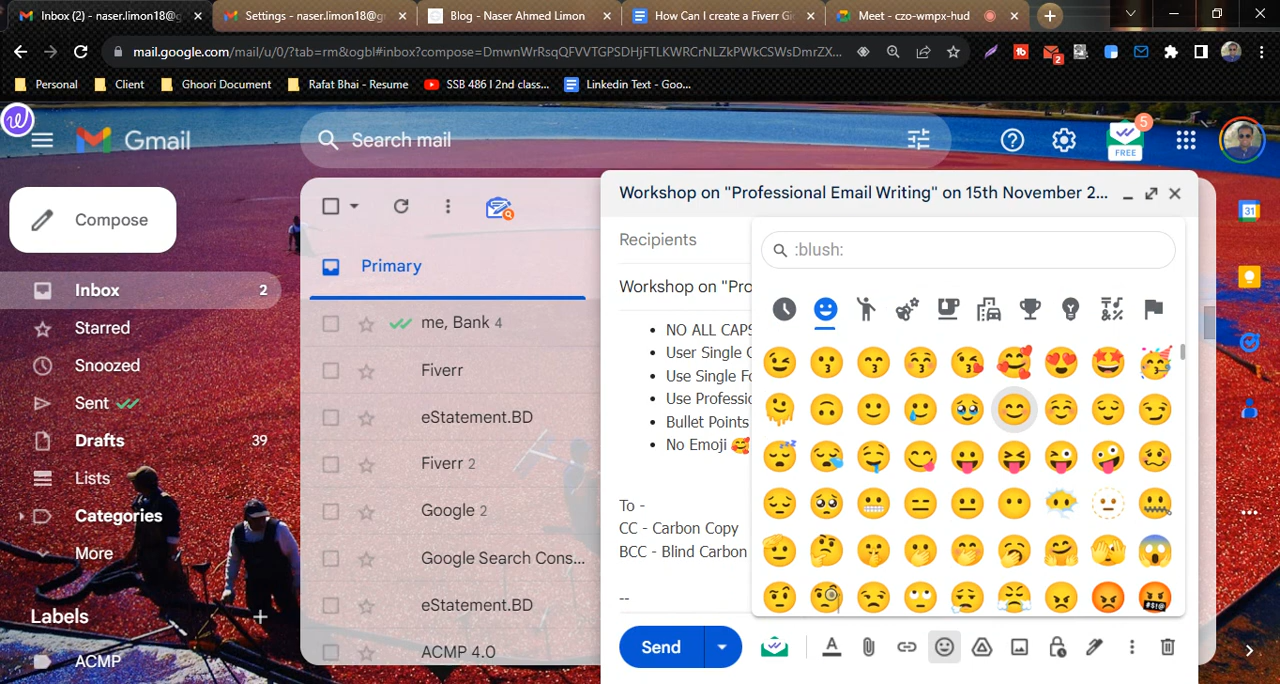 Inbox (2) - naser.limon18@g
Settings - naser.limon18@g
Blog - Naser Ahmed Limon
How Can I create a Fiverr Gi
Meet - czo-wmpx-hud
mail.google.com/mail/u/0/?tab=rm&ogbl#inbox?compose=DmwnWrRsqQFVVTGPSDHjFTLKWRCrNLZkPWkCSWsDmrZX...
2
Personal
Client
Ghoori Document
Rafat Bhai - Resume
SSB 486 I 2nd class...
Linkedin Text - Goo...
Gmail
Search mail
5
FREE
Compose
Inbox 2
Starred
Snoozed
Sent
Drafts 39
Lists
Categories
More
Labels
ACMP
Primary
me, Bank 4
Fiverr
eStatement.BD
Fiverr 2
Google 2
Google Search Cons...
eStatement.BD
ACMP 4.0
Workshop on "Professional Email Writing" on 15th November 2...
Recipients
Workshop on "Pro
• NO ALL CAPS
• User Single
• Use Single Fo
• Use Professio
• Bullet Points
• No Emoji 🥰
To -
CC - Carbon Copy
BCC - Blind Carbon
--
:blush:
Send
31